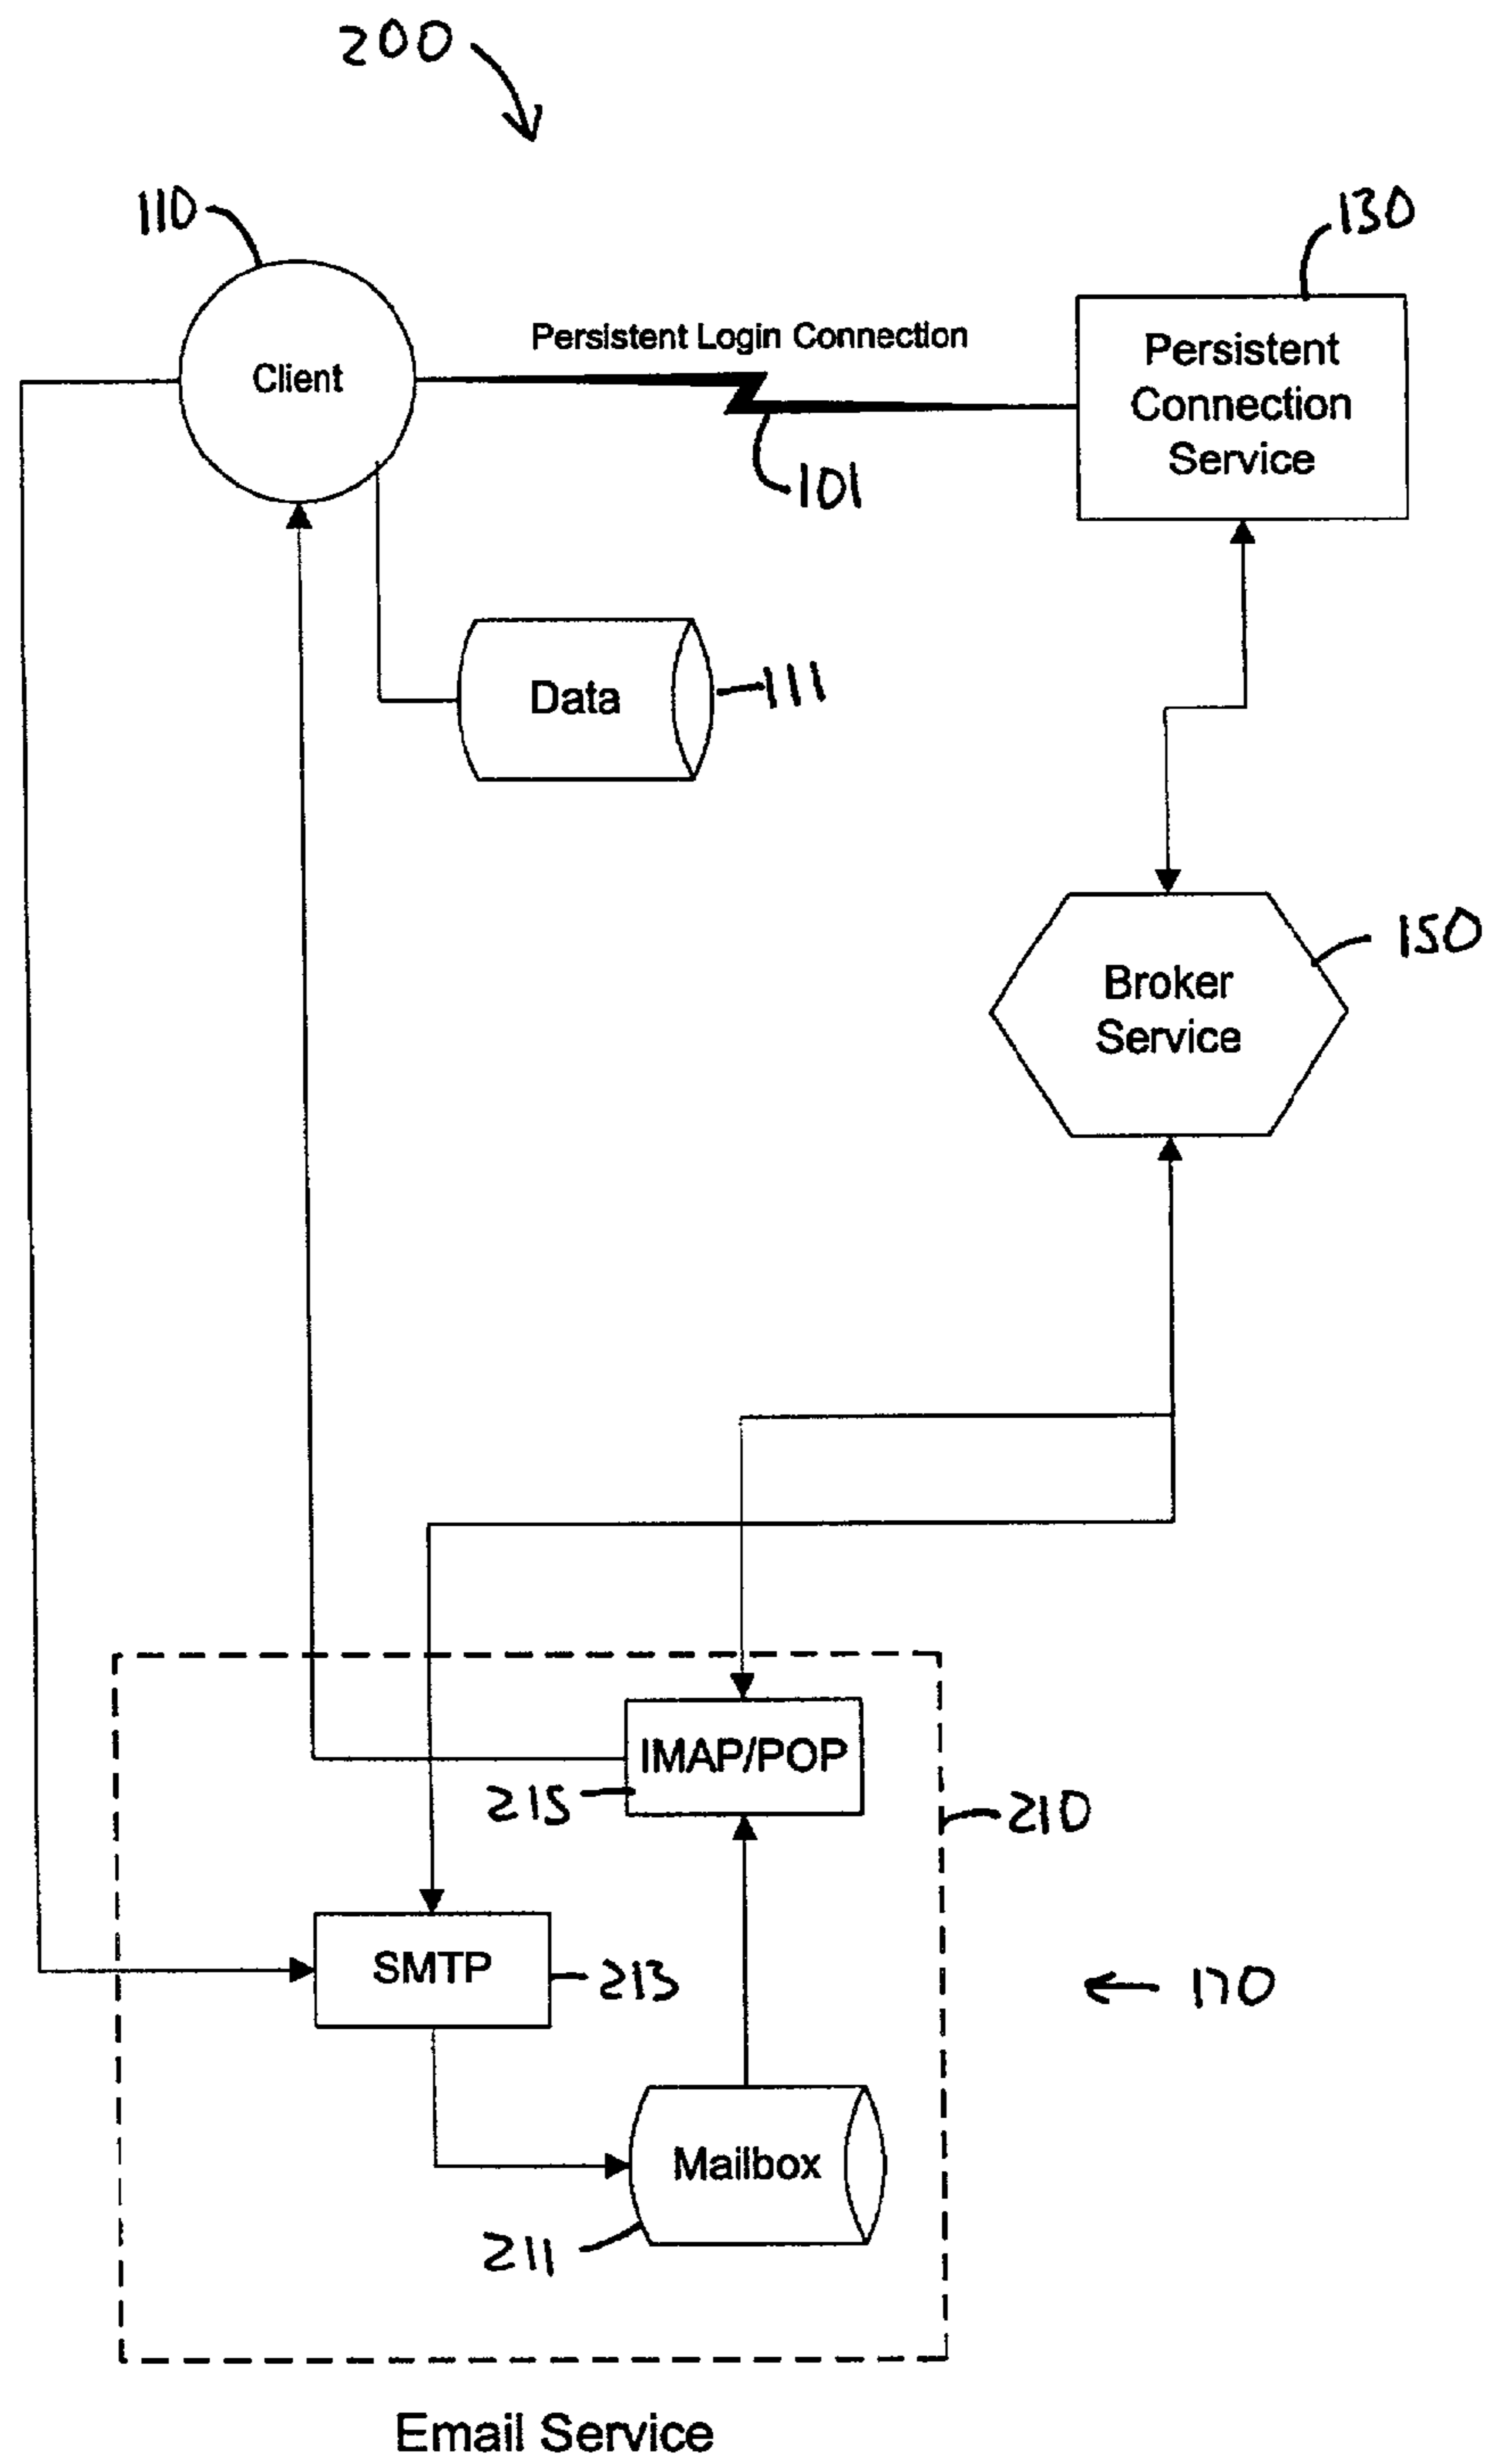 200
110
130
Persistent Login Connection
Persistent
Connection
Service
Client
101
Data
111
150
Broker
Service
IMAP/POP
215
210
SMTP
213
170
Mailbox
211
Email Service